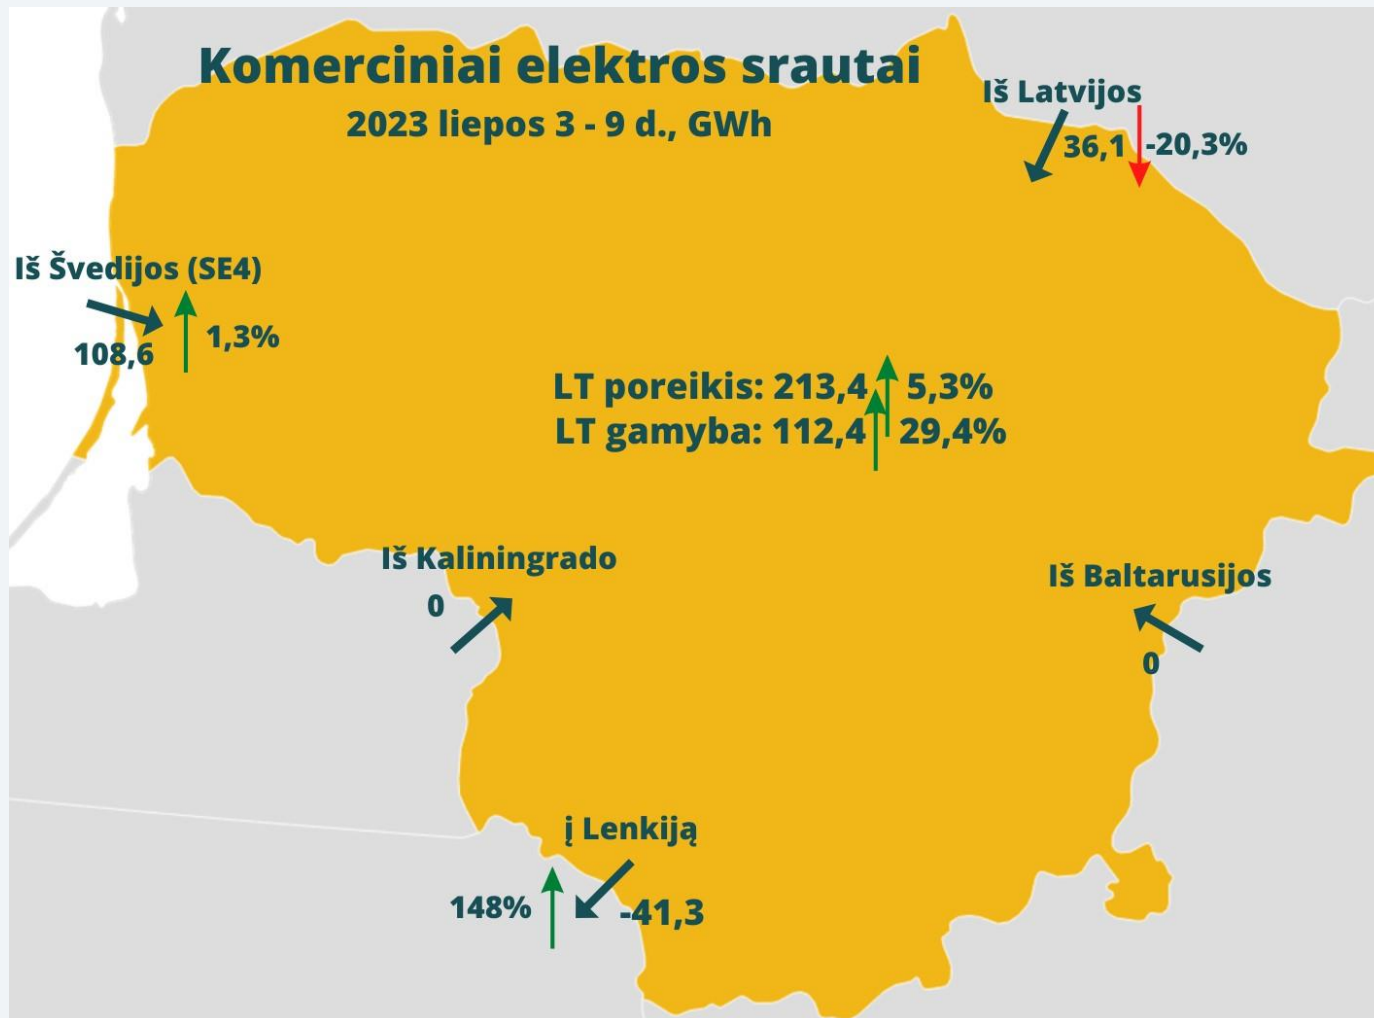 Komerciniai elektros srautai
2023 liepos 3 - 9 d., GWh
Iš Latvijos
36,1 -20,3%
Iš Švedijos (SE4)
1,3%
108,6
LT poreikis: 213,4 5,3%
LT gamyba: 112,4 29,4%
Iš Kaliningrado
0
Iš Baltarusijos
0
į Lenkiją
148% -41,3